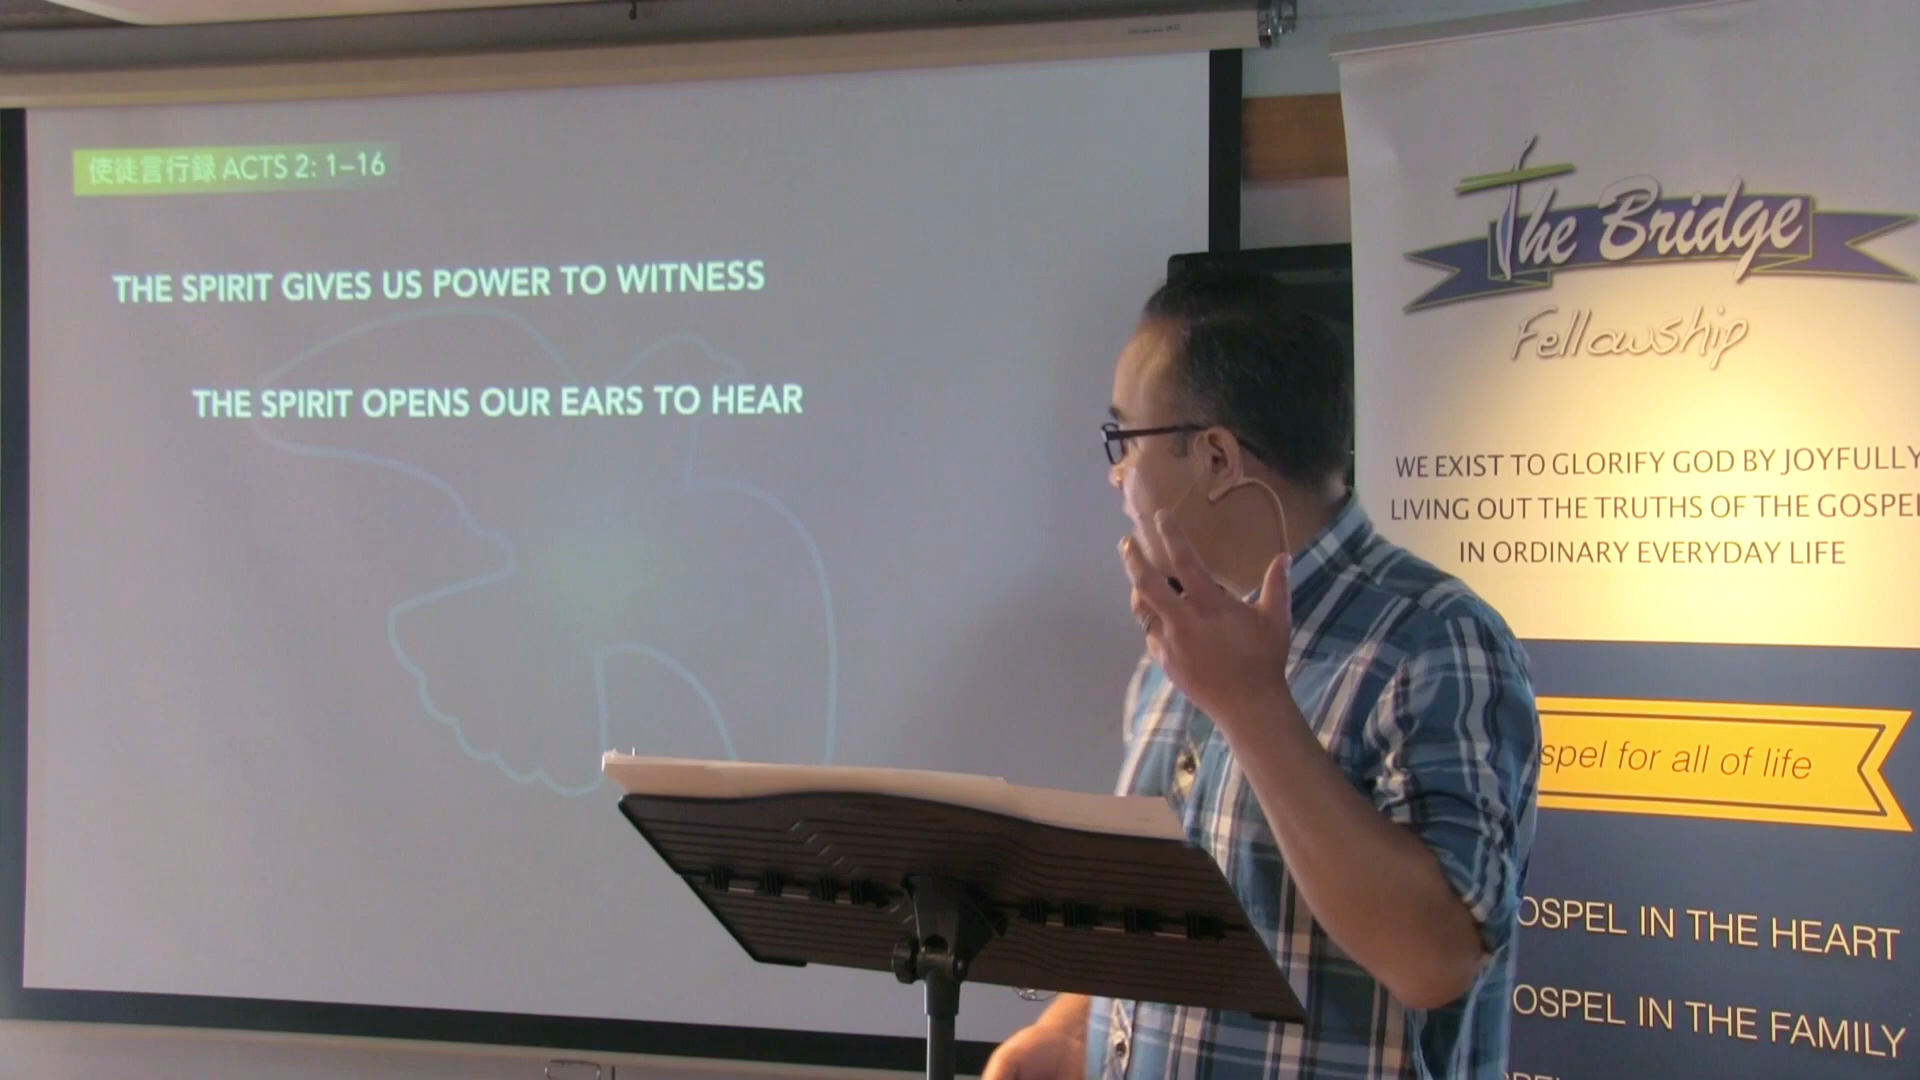 使徒言行録 ACTS 2: 1–16
THE SPIRIT GIVES US POWER TO WITNESS
THE SPIRIT OPENS OUR EARS TO HEAR
The Bridge
Fellowship
WE EXIST TO GLORIFY GOD BY JOYFULLY
LIVING OUT THE TRUTHS OF THE GOSPEL
IN ORDINARY EVERYDAY LIFE
spel for all of life
OSPEL IN THE HEART
OSPEL IN THE FAMILY